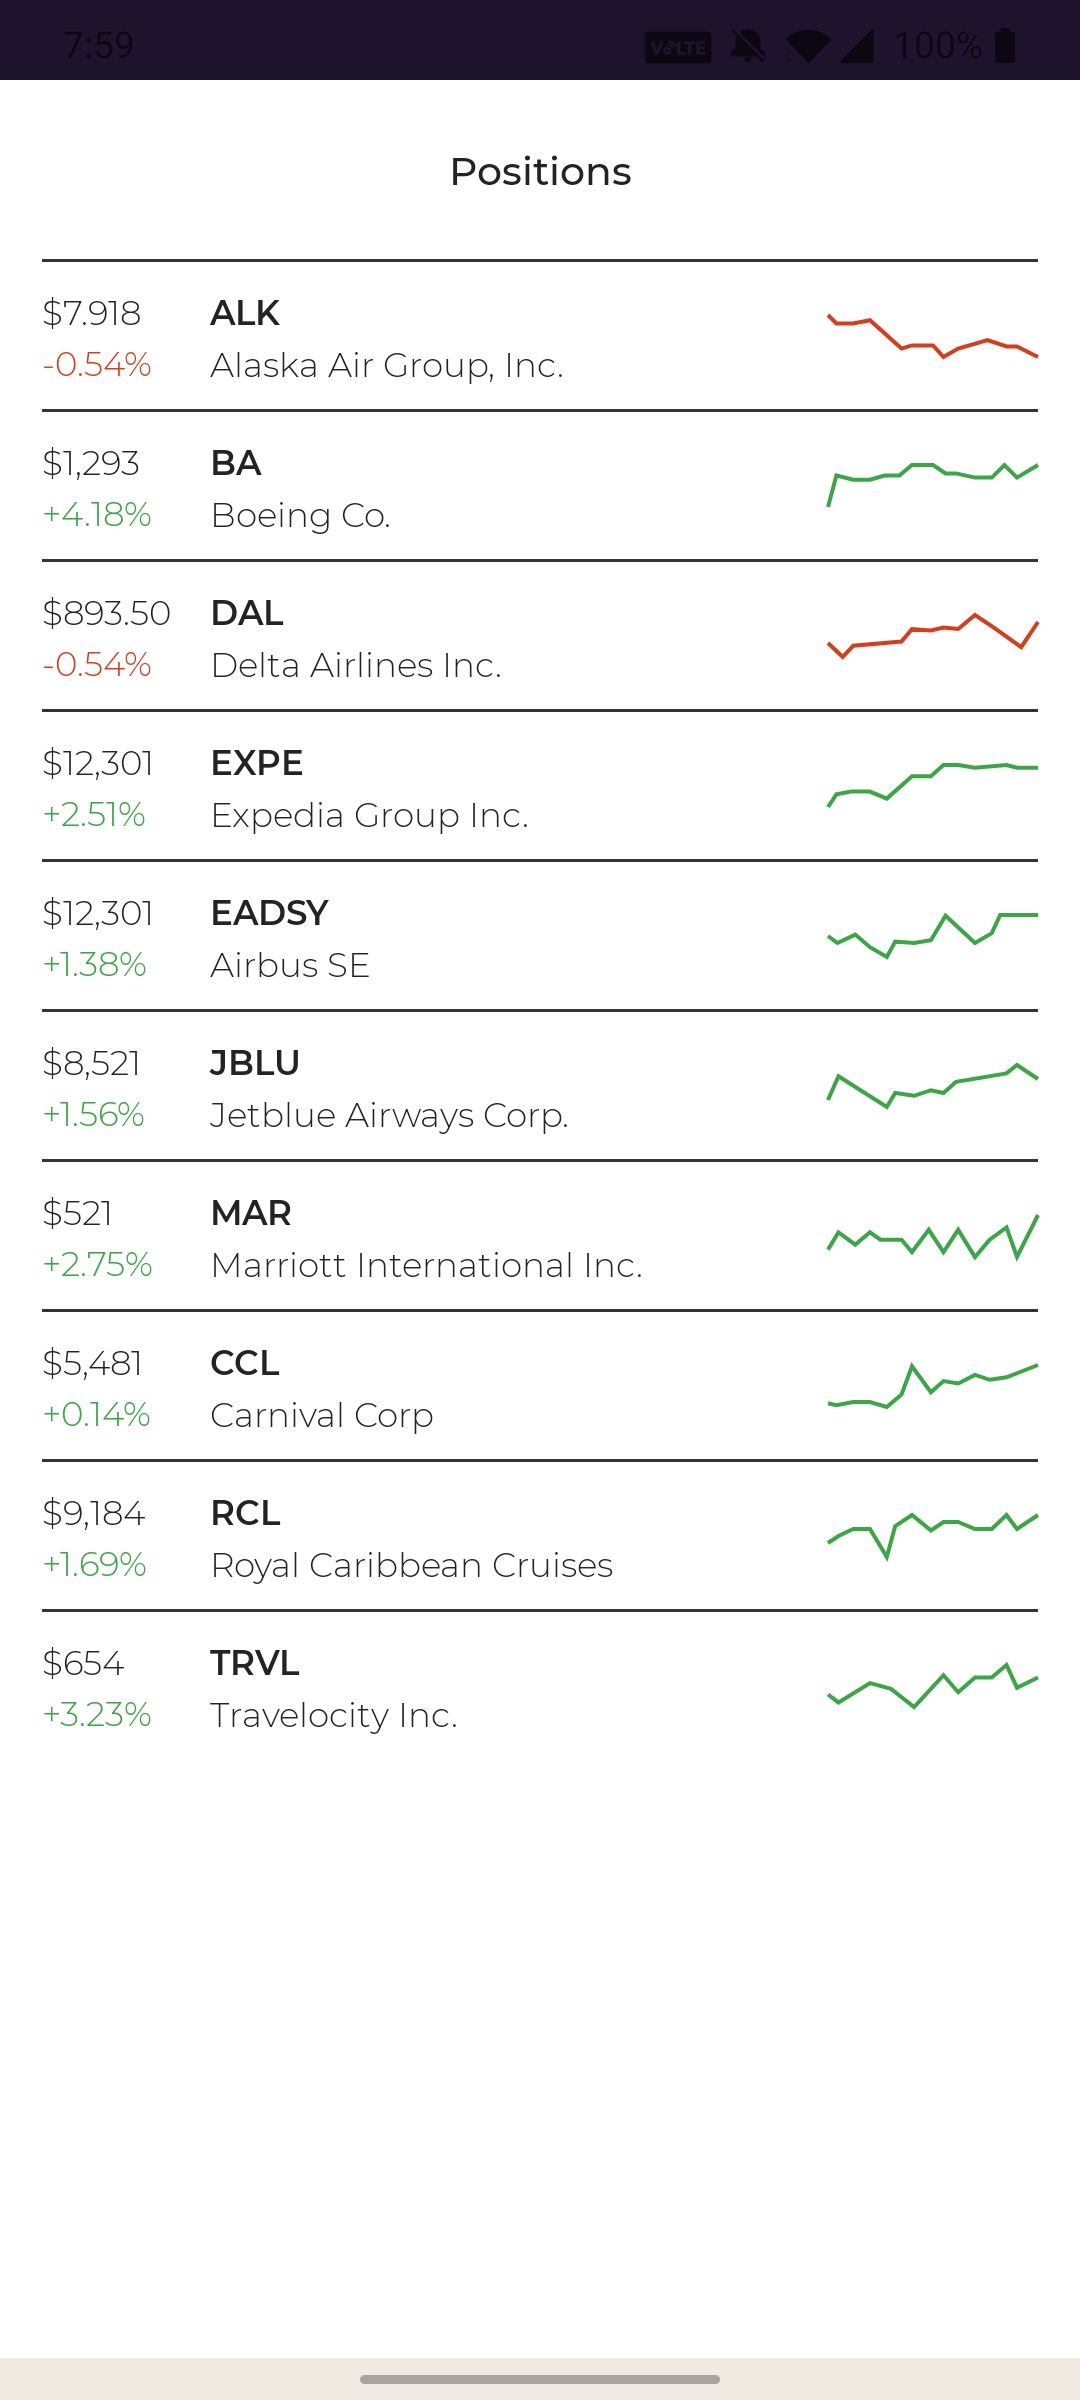 7:59
VoLTE
100%
Positions
$7.918
ALK
-0.54%
Alaska Air Group, Inc.
$1,293
BA
+4.18%
Boeing Co.
$893.50
DAL
-0.54%
Delta Airlines Inc.
$12,301
EXPE
+2.51%
Expedia Group Inc.
$12,301
EADSY
+1.38%
Airbus SE
$8,521
JBLU
+1.56%
Jetblue Airways Corp.
$521
MAR
+2.75%
Marriott International Inc.
$5,481
CCL
+0.14%
Carnival Corp
$9,184
RCL
+1.69%
Royal Caribbean Cruises
$654
TRVL
+3.23%
Travelocity Inc.